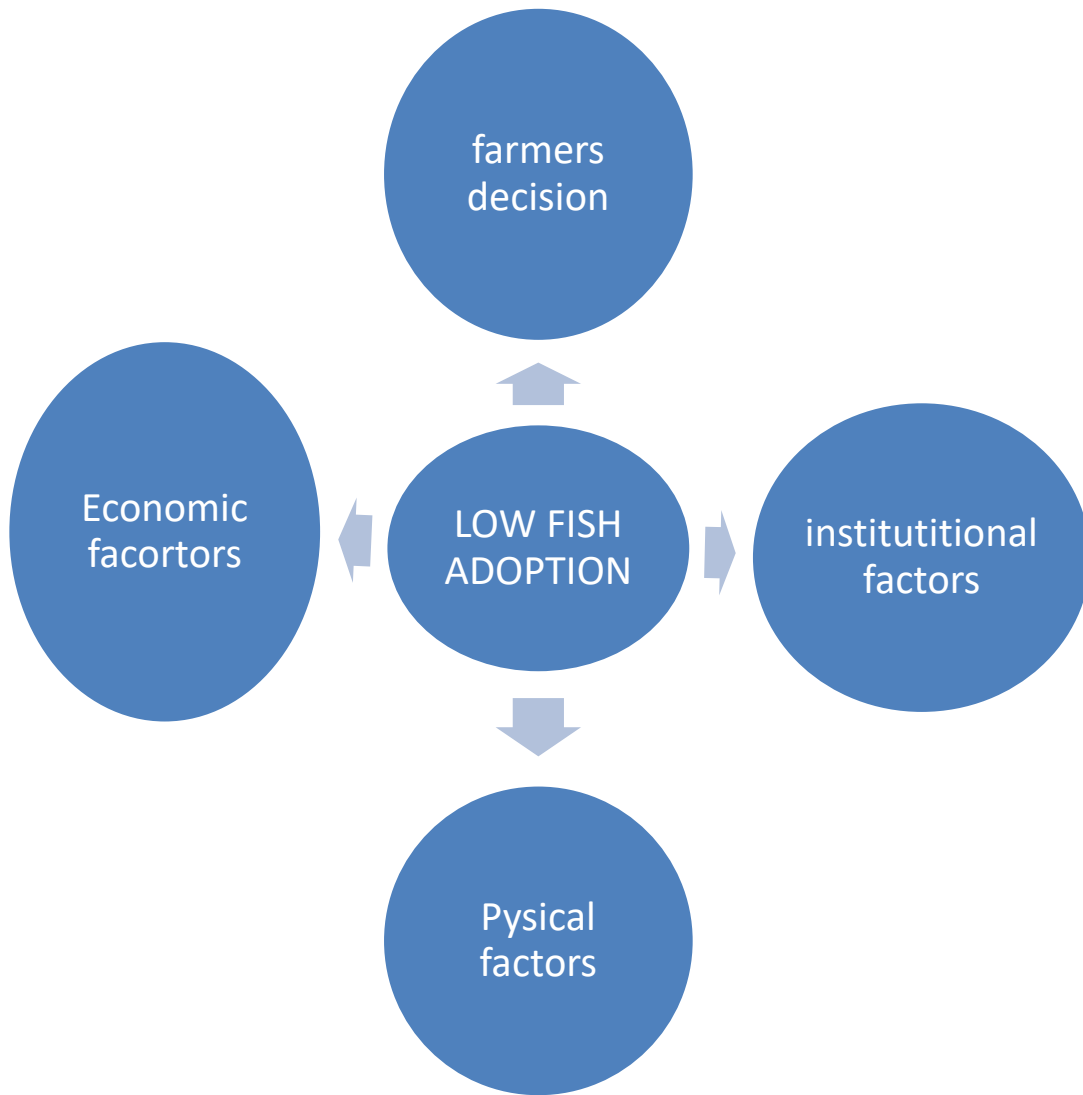 farmers
decision
Economic
facortors
LOW FISH
ADOPTION
institutitional
factors
Pysical
factors